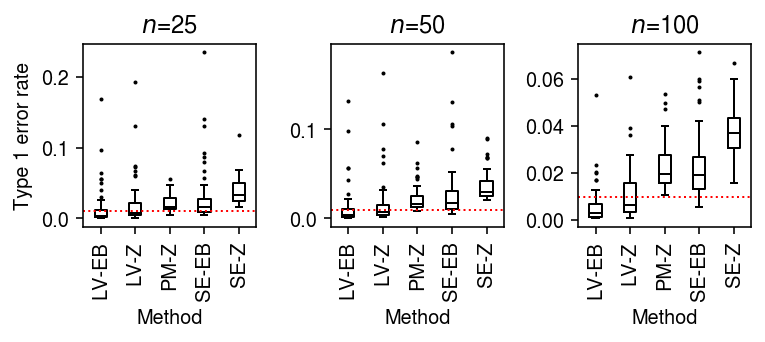 n=25
n=50
n=100
Type 1 error rate
0.2
0.1
0.0
0.1
0.0
0.06
0.04
0.02
0.00
LV-EB
LV-Z
PM-Z
SE-EB
SE-Z
LV-EB
LV-Z
PM-Z
SE-EB
SE-Z
LV-EB
LV-Z
PM-Z
SE-EB
SE-Z
Method
Method
Method